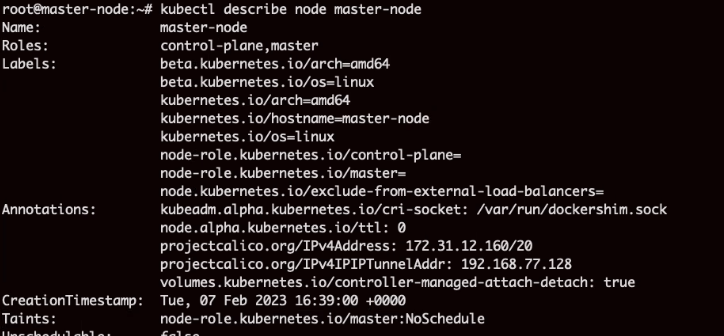 root@master-node:~# kubectl describe node master-node
Name: master-node
Roles: control-plane,master
Labels: beta.kubernetes.io/arch=amd64
beta.kubernetes.io/os=linux
kubernetes.io/arch=amd64
kubernetes.io/hostname=master-node
kubernetes.io/os=linux
node-role.kubernetes.io/control-plane=
node-role.kubernetes.io/master=
node.kubernetes.io/exclude-from-external-load-balancers=
Annotations: kubeadm.alpha.kubernetes.io/cri-socket: /var/run/dockershim.sock
node.alpha.kubernetes.io/ttl: 0
projectcalico.org/IPv4Address: 172.31.12.160/20
projectcalico.org/IPv4IPIPTunnelAddr: 192.168.77.128
volumes.kubernetes.io/controller-managed-attach-detach: true
CreationTimestamp: Tue, 07 Feb 2023 16:39:00 +0000
Taints: node-role.kubernetes.io/master:NoSchedule
Unschedulable: false